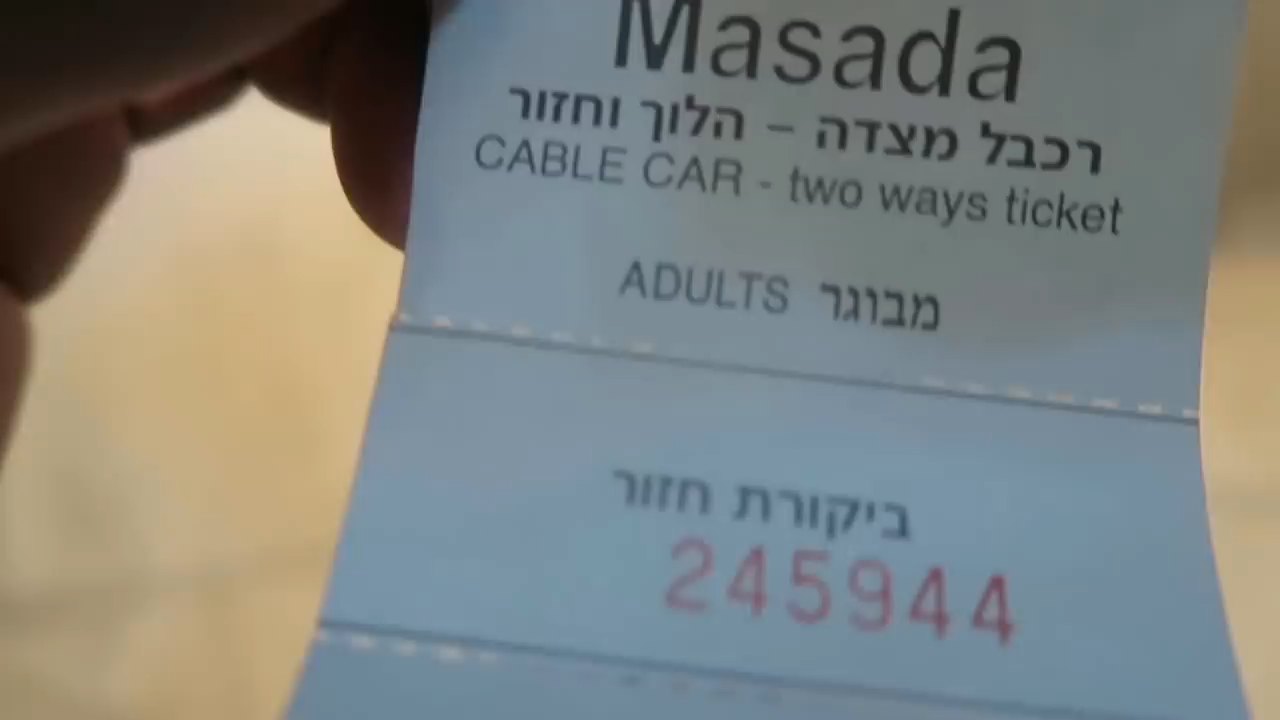 Masada
רכבל מצדה – הלוך וחזור
CABLE CAR - two ways ticket
ADULTS מבוגר
ביקורת חזור
245944